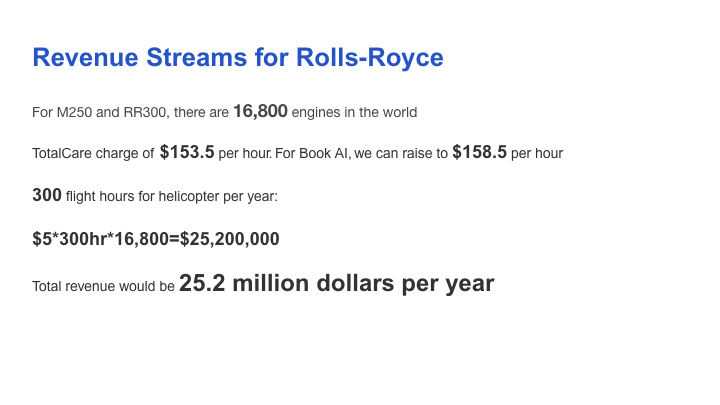 Revenue Streams for Rolls-Royce
For M250 and RR300, there are 16,800 engines in the world
TotalCare charge of $153.5 per hour. For Book AI, we can raise to $158.5 per hour
300 flight hours for helicopter per year:
$5*300hr*16,800=$25,200,000
Total revenue would be 25.2 million dollars per year